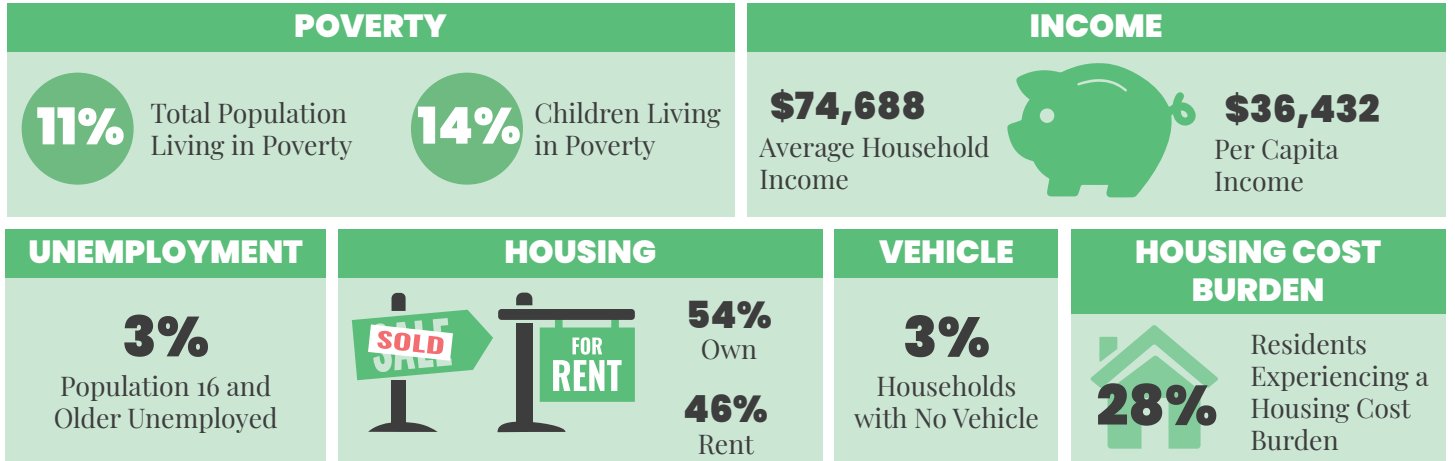 POVERTY
11%
Total Population
Living in Poverty
14%
Children Living
in Poverty
INCOME
$74,688
Average Household
Income
$36,432
Per Capita
Income
UNEMPLOYMENT
3%
Population 16 and
Older Unemployed
HOUSING
SALE
SOLD
FOR
RENT
54%
Own
46%
Rent
VEHICLE
3%
Households
with No Vehicle
HOUSING COST
BURDEN
28%
Residents
Experiencing a
Housing Cost
Burden